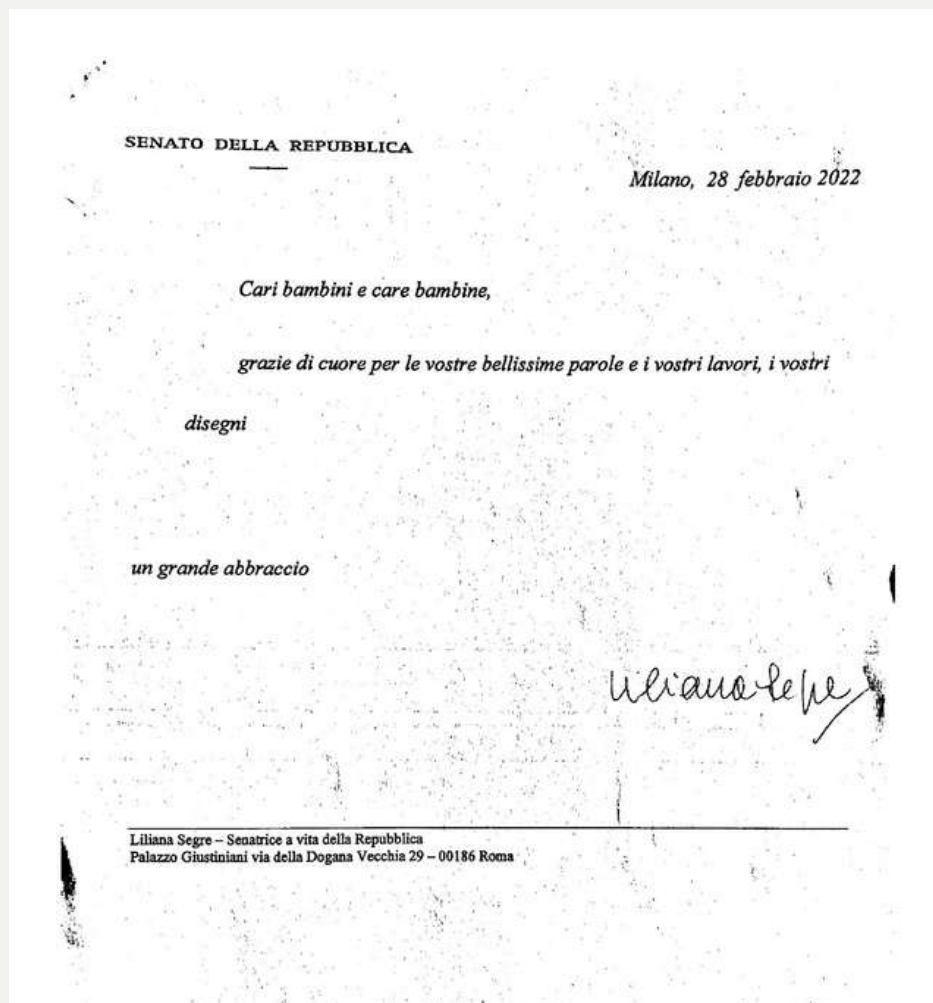 SENATO DELLA REPUBBLICA
Milano, 28 febbraio 2022
Cari bambini e care bambine,
grazie di cuore per le vostre bellissime parole e i vostri lavori, i vostri
disegni
un grande abbraccio
Liliana Segre
Liliana Segre – Senatrice a vita della Repubblica
Palazzo Giustiniani via della Dogana Vecchia 29 – 00186 Roma